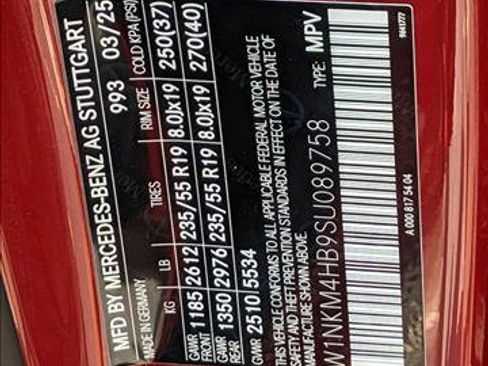 MFD BY MERCEDES-BENZ AG STUTTGART
MADE IN GERMANY 993 03/25
KG LB TIRES RIM SIZE COLD KPA (PSI)
GAWR FRONT 1185 2612 235/55 R19 8.0Jx19 250(37)
GAWR REAR 1350 2976 235/55 R19 8.0Jx19 270(40)
GVWR 2510 5534
THIS VEHICLE CONFORMS TO ALL APPLICABLE FEDERAL MOTOR VEHICLE
SAFETY AND THEFT PREVENTION STANDARDS IN EFFECT ON THE DATE OF
MANUFACTURE SHOWN ABOVE.
TYPE: MPV
W1NKM4HB9SU089758
A 000 817 54 04